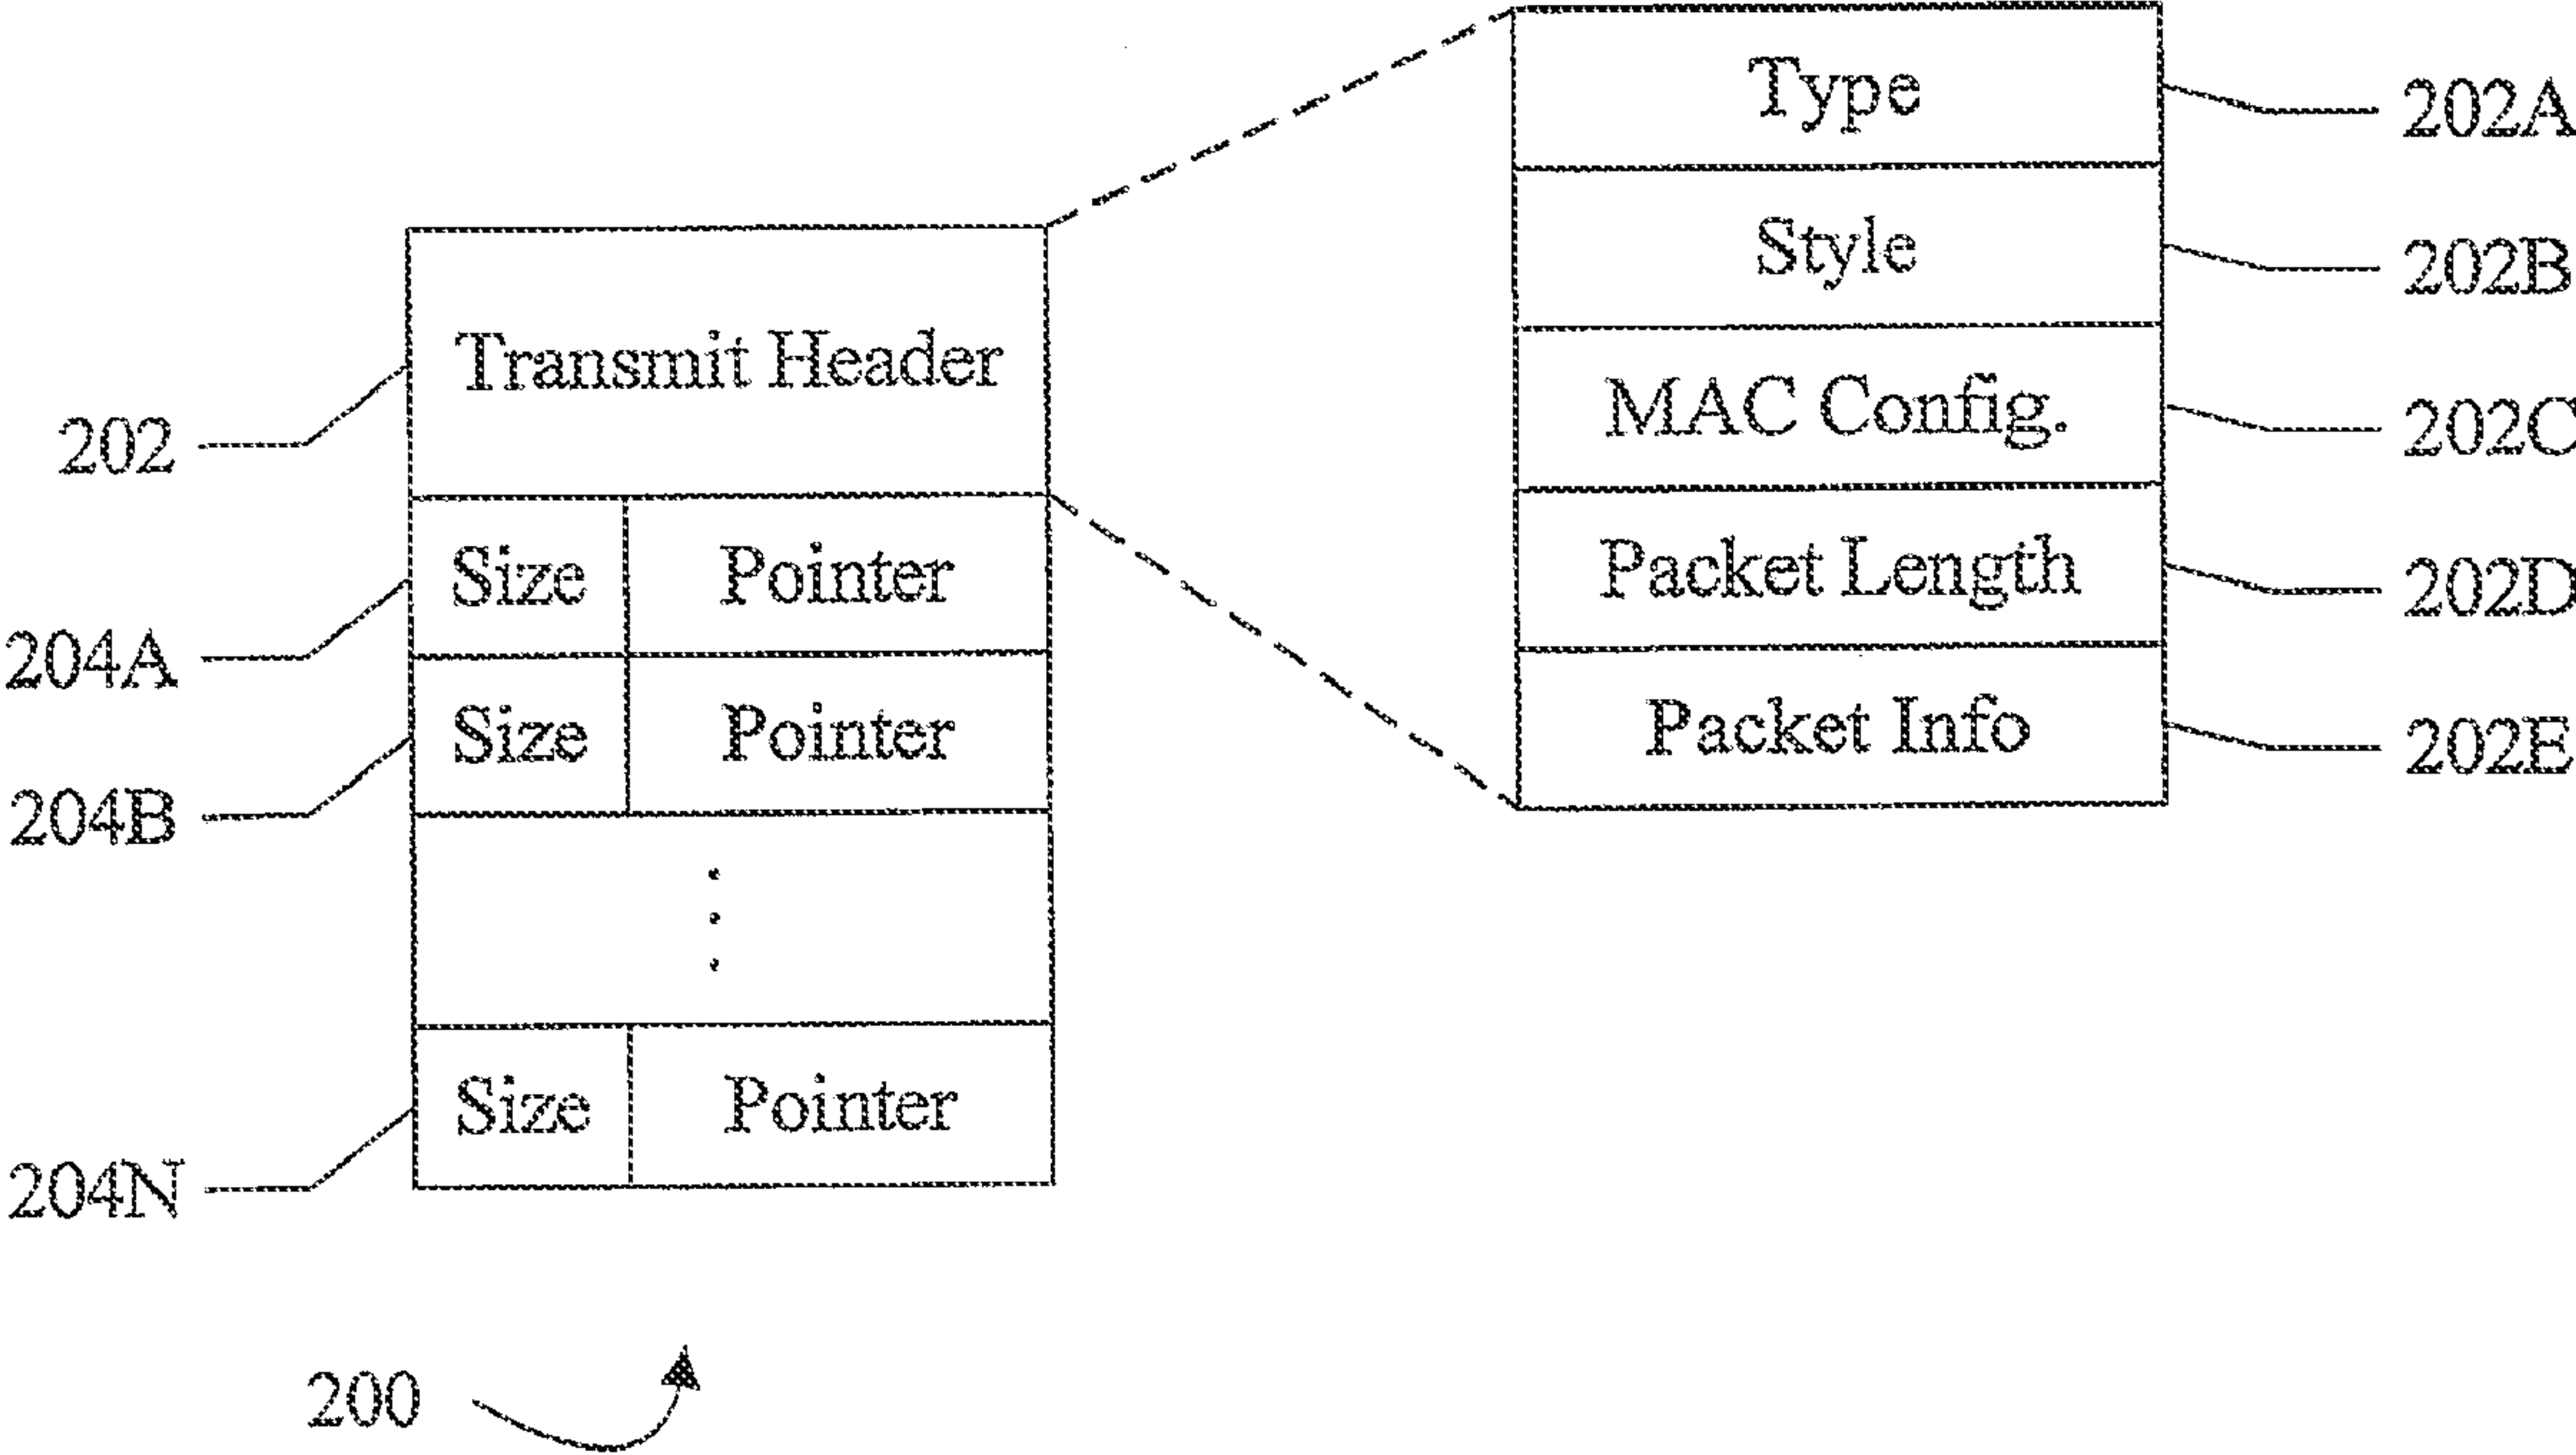 Type 202A
Style 202B
MAC Config. 202C
Packet Length 202D
Packet Info 202E
Transmit Header
202
Size Pointer
204A
Size Pointer
204B
Size Pointer
204N
200